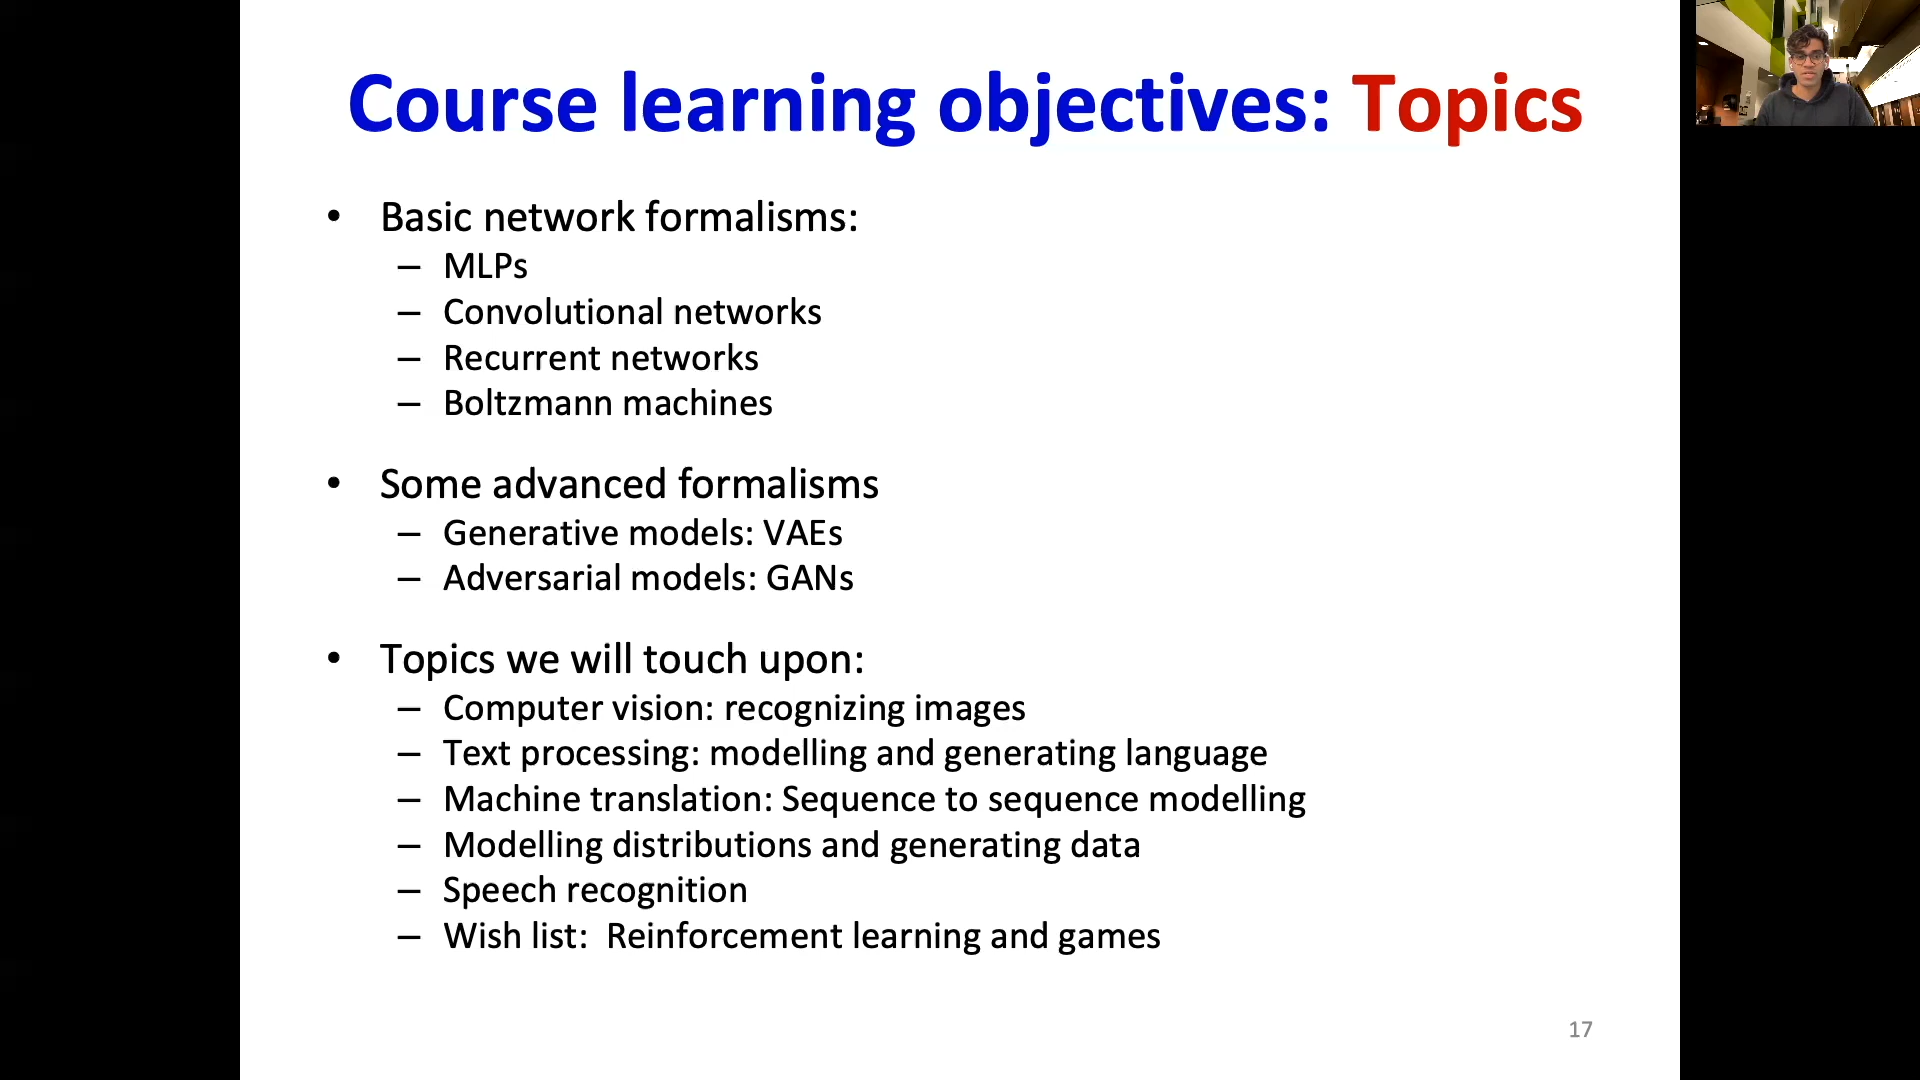 Course learning objectives: Topics
• Basic network formalisms:
– MLPs
– Convolutional networks
– Recurrent networks
– Boltzmann machines
• Some advanced formalisms
– Generative models: VAEs
– Adversarial models: GANs
• Topics we will touch upon:
– Computer vision: recognizing images
– Text processing: modelling and generating language
– Machine translation: Sequence to sequence modelling
– Modelling distributions and generating data
– Speech recognition
– Wish list:  Reinforcement learning and games
17